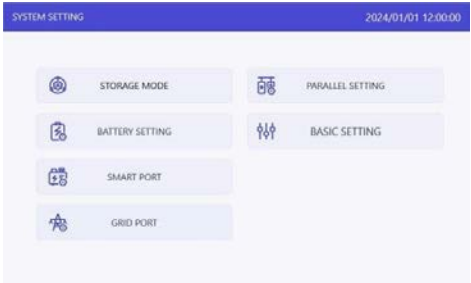 SYSTEM SETTING
2024/01/01 12:00:00
STORAGE MODE
PARALLEL SETTING
BATTERY SETTING
BASIC SETTING
SMART PORT
GRID PORT